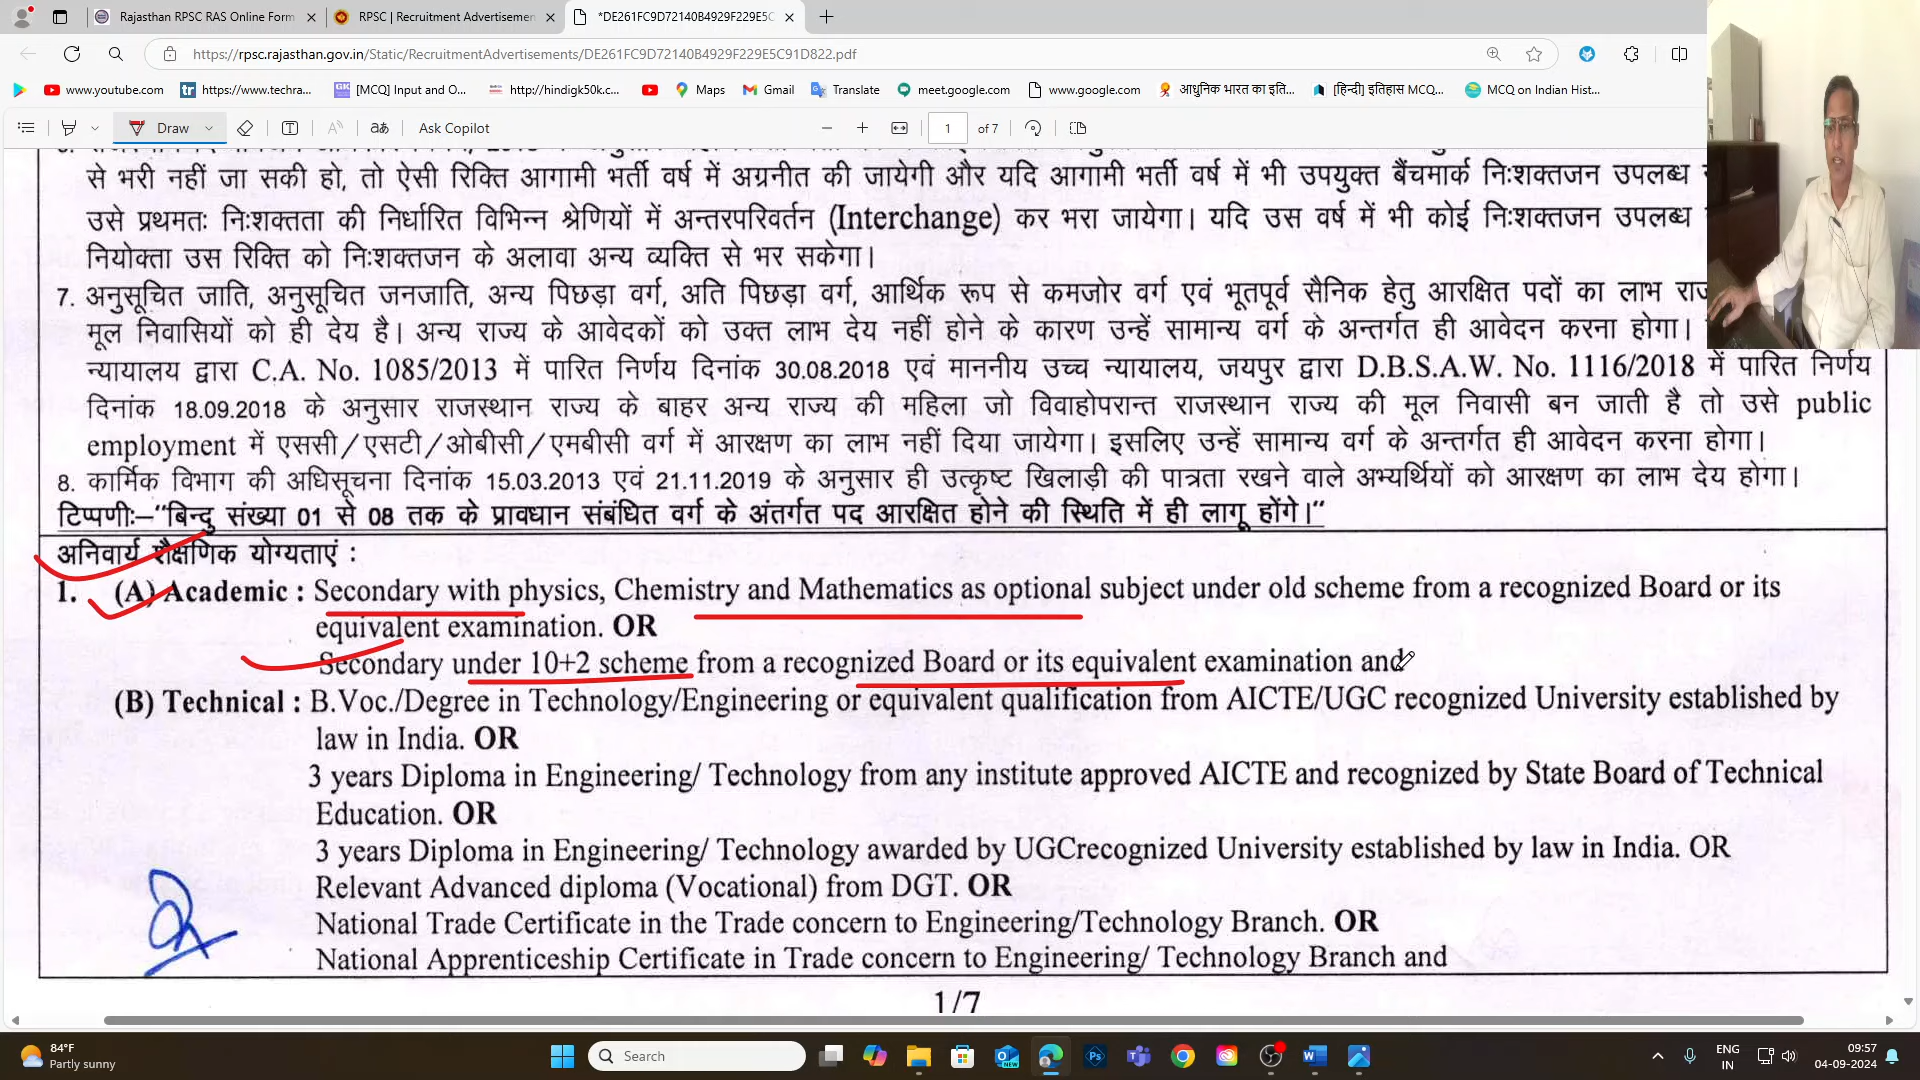 Rajasthan RPSC RAS Online Form
RPSC | Recruitment Advertisemen
*DE261FC9D72140B4929F229E5C
https://rpsc.rajasthan.gov.in/Static/RecruitmentAdvertisements/DE261FC9D72140B4929F229E5C91D822.pdf
www.youtube.com
https://www.techra...
[MCQ] Input and O...
http://hindigk50k.c...
Maps
Gmail
Translate
meet.google.com
www.google.com
आधुनिक भारत का इति...
[हिन्दी] इतिहास MCQ...
MCQ on Indian Hist...
Draw
Ask Copilot
1 of 7
से भरी नहीं जा सकी हो, तो ऐसी रिक्ति आगामी भर्ती वर्ष में अग्रनीत की जायेगी और यदि आगामी भर्ती वर्ष में भी उपयुक्त बैंचमार्क निःशक्तजन उपलब्ध
उसे प्रथमतः निःशक्तता की निर्धारित विभिन्न श्रेणियों में अन्तरपरिवर्तन (Interchange) कर भरा जायेगा। यदि उस वर्ष में भी कोई निःशक्तजन उपलब्ध
नियोक्ता उस रिक्ति को निःशक्तजन के अलावा अन्य व्यक्ति से भर सकेगा।
7. अनुसूचित जाति, अनुसूचित जनजाति, अन्य पिछड़ा वर्ग, अति पिछड़ा वर्ग, आर्थिक रूप से कमजोर वर्ग एवं भूतपूर्व सैनिक हेतु आरक्षित पदों का लाभ राज
मूल निवासियों को ही देय है। अन्य राज्य के आवेदकों को उक्त लाभ देय नहीं होने के कारण उन्हें सामान्य वर्ग के अन्तर्गत ही आवेदन करना होगा।
न्यायालय द्वारा C.A. No. 1085/2013 में पारित निर्णय दिनांक 30.08.2018 एवं माननीय उच्च न्यायालय, जयपुर द्वारा D.B.S.A.W. No. 1116/2018 में पारित निर्णय
दिनांक 18.09.2018 के अनुसार राजस्थान राज्य के बाहर अन्य राज्य की महिला जो विवाहोपरान्त राजस्थान राज्य की मूल निवासी बन जाती है तो उसे public
employment में एससी/एसटी/ओबीसी/एमबीसी वर्ग में आरक्षण का लाभ नहीं दिया जायेगा। इसलिए उन्हें सामान्य वर्ग के अन्तर्गत ही आवेदन करना होगा।
8. कार्मिक विभाग की अधिसूचना दिनांक 15.03.2013 एवं 21.11.2019 के अनुसार ही उत्कृष्ट खिलाड़ी की पात्रता रखने वाले अभ्यर्थियों को आरक्षण का लाभ देय होगा।
टिप्पणीः–"बिन्दु संख्या 01 से 08 तक के प्रावधान संबंधित वर्ग के अंतर्गत पद आरक्षित होने की स्थिति में ही लागू होंगे।"
अनिवार्य शैक्षणिक योग्यताएं :
1. (A) Academic : Secondary with physics, Chemistry and Mathematics as optional subject under old scheme from a recognized Board or its
equivalent examination. OR
Secondary under 10+2 scheme from a recognized Board or its equivalent examination and
(B) Technical : B.Voc./Degree in Technology/Engineering or equivalent qualification from AICTE/UGC recognized University established by
law in India. OR
3 years Diploma in Engineering/ Technology from any institute approved AICTE and recognized by State Board of Technical
Education. OR
3 years Diploma in Engineering/ Technology awarded by UGCrecognized University established by law in India. OR
Relevant Advanced diploma (Vocational) from DGT. OR
National Trade Certificate in the Trade concern to Engineering/Technology Branch. OR
National Apprenticeship Certificate in Trade concern to Engineering/ Technology Branch and
1/7
84°F
Partly sunny
Search
ENG
IN
09:57
04-09-2024